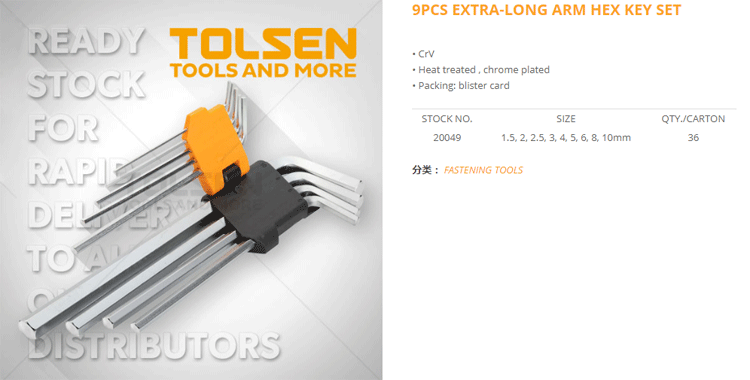 READY
STOCK
FOR
RAPID
DELIVER
TO
DISTRIBUTORS
TOLSEN
TOOLS AND MORE
9PCS EXTRA-LONG ARM HEX KEY SET
• CrV
• Heat treated , chrome plated
• Packing: blister card
STOCK NO. SIZE QTY./CARTON
20049 1.5, 2, 2.5, 3, 4, 5, 6, 8, 10mm 36
分类： FASTENING TOOLS